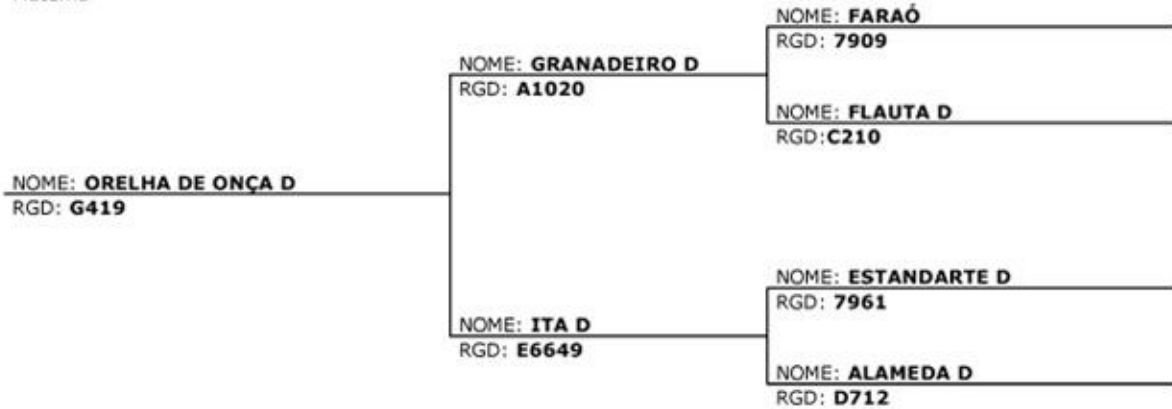 NOME: FARAÓ
RGD: 7909
NOME: GRANADEIRO D
RGD: A1020
NOME: FLAUTA D
RGD:C210
NOME: ORELHA DE ONÇA D
RGD: G419
NOME: ESTANDARTE D
RGD: 7961
NOME: ITA D
RGD: E6649
NOME: ALAMEDA D
RGD: D712